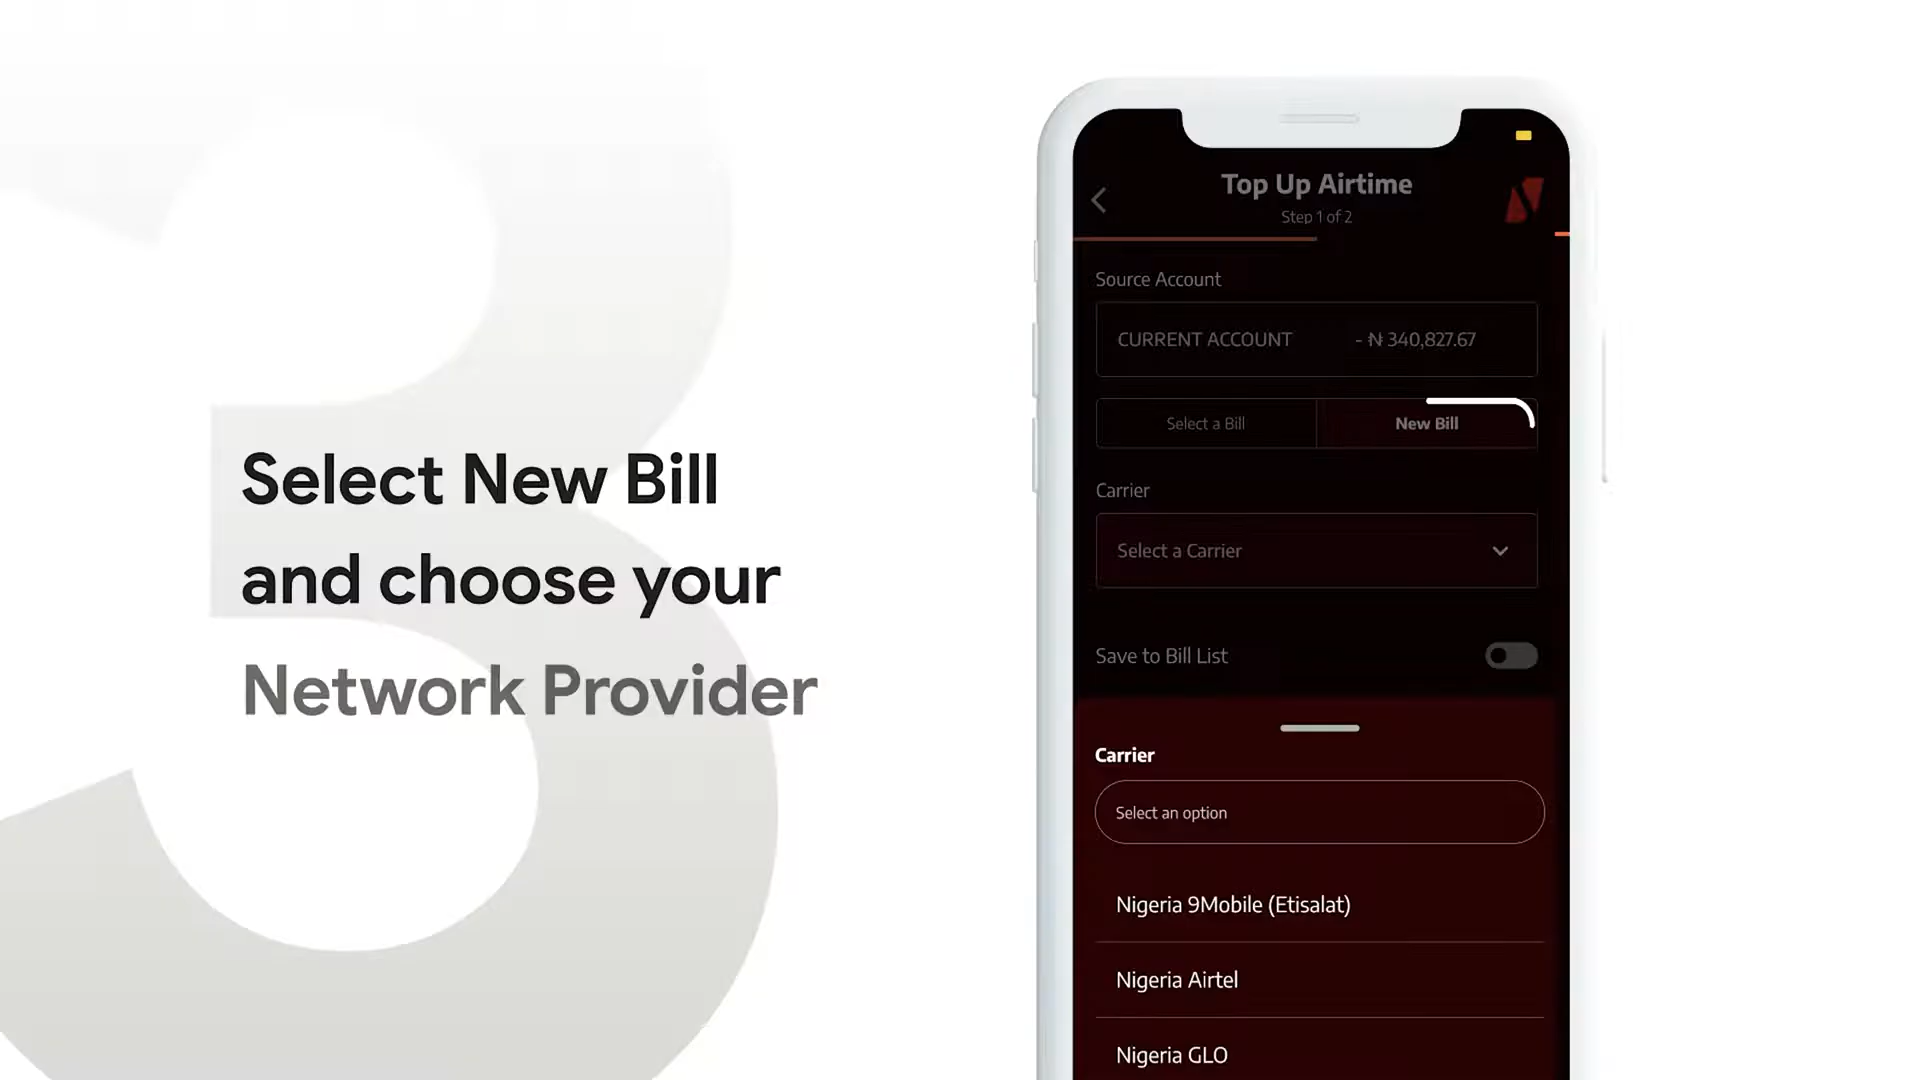 3
Select New Bill
and choose your
Network Provider
Top Up Airtime
Step 1 of 2
Source Account
CURRENT ACCOUNT - ₦ 340,827.67
Select a Bill New Bill
Carrier
Select a Carrier
Save to Bill List
Carrier
Select an option
Nigeria 9Mobile (Etisalat)
Nigeria Airtel
Nigeria GLO